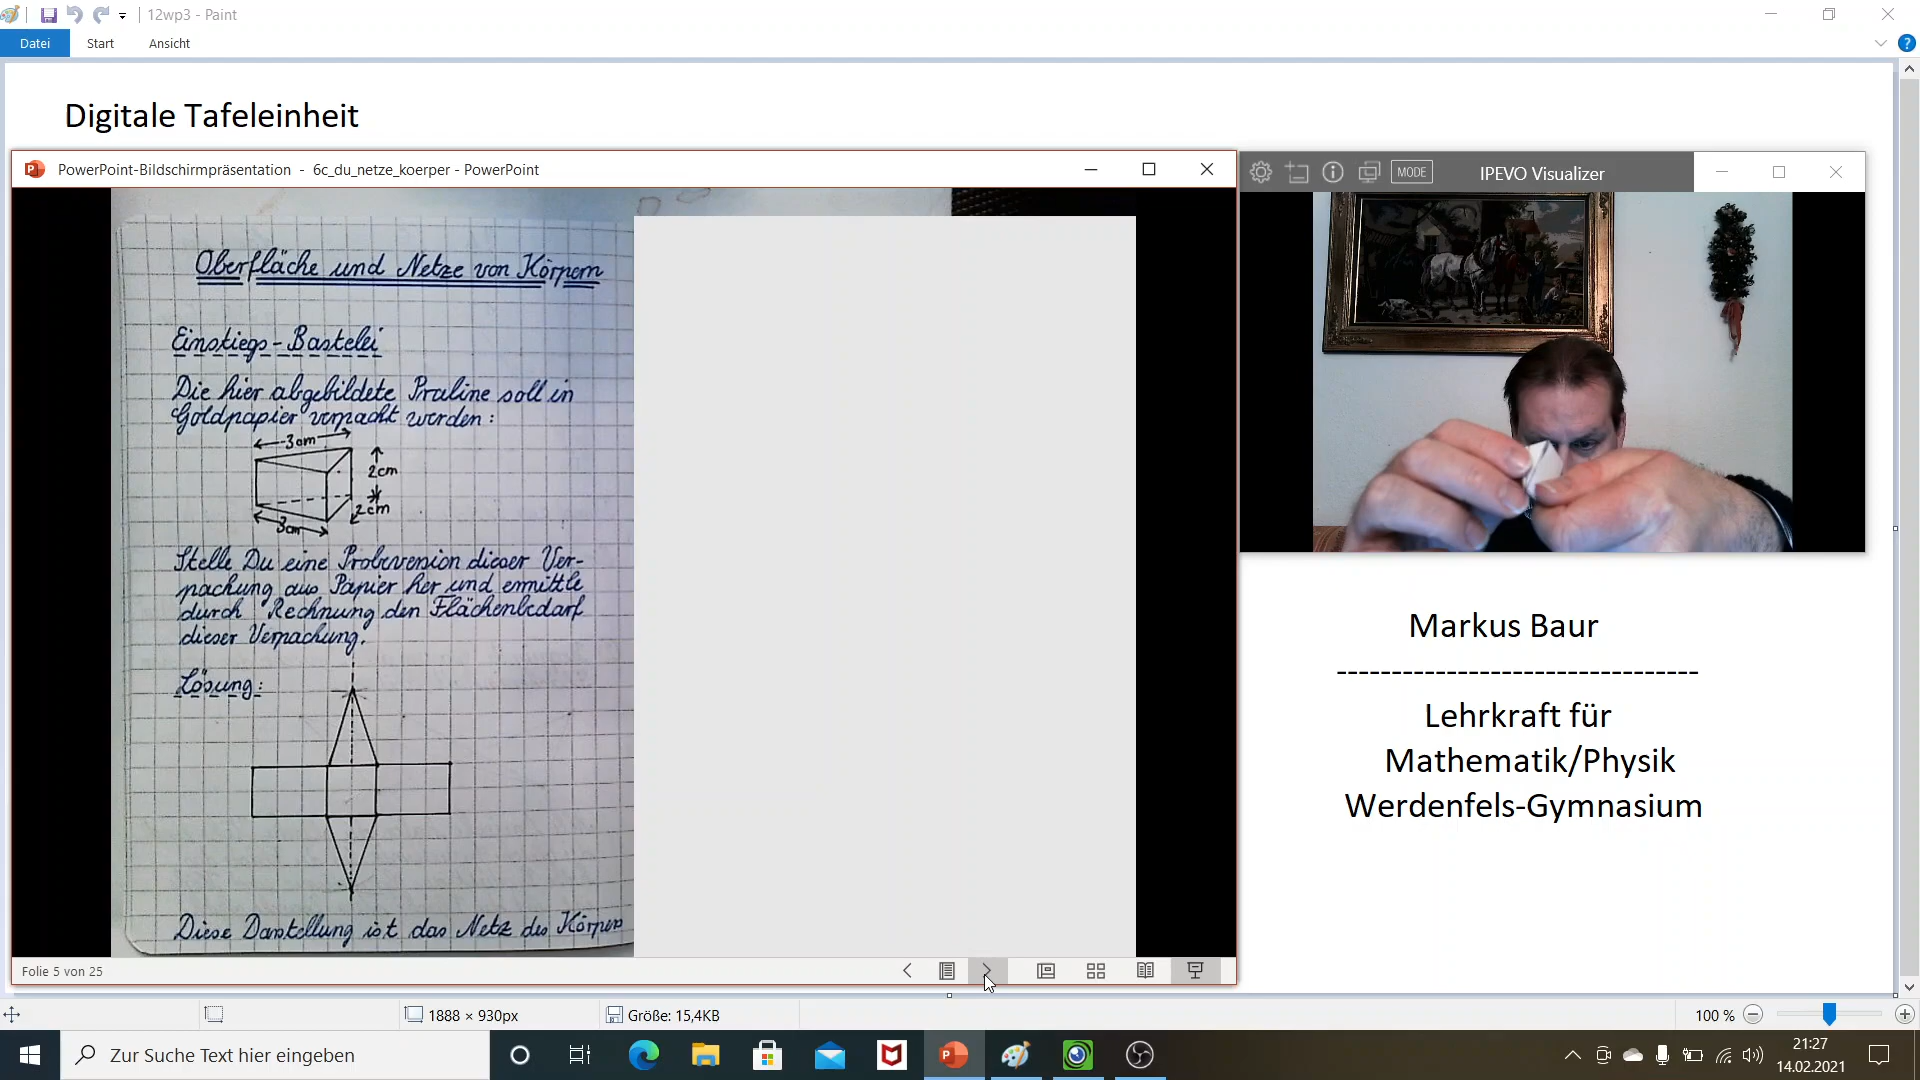 12wp3 - Paint
Datei Start Ansicht
Digitale Tafeleinheit
PowerPoint-Bildschirmpräsentation - 6c_du_netze_koerper - PowerPoint
Oberfläche und Netze von Körpern
Einstiegs-Bastelei
Die hier abgebildete Praline soll in
Goldpapier verpackt werden:
3cm
2cm
2cm
3cm
Stelle Du eine Probeversion dieser Ver-
packung aus Papier her und ermittle
durch Rechnung den Flächenbedarf
dieser Verpackung.
Lösung:
Diese Darstellung ist das Netz des Körpers
Folie 5 von 25
MODE IPEVO Visualizer
Markus Baur
---------------------------------
Lehrkraft für
Mathematik/Physik
Werdenfels-Gymnasium
1888 × 930px Größe: 15,4KB 100 %
Zur Suche Text hier eingeben
21:27
14.02.2021